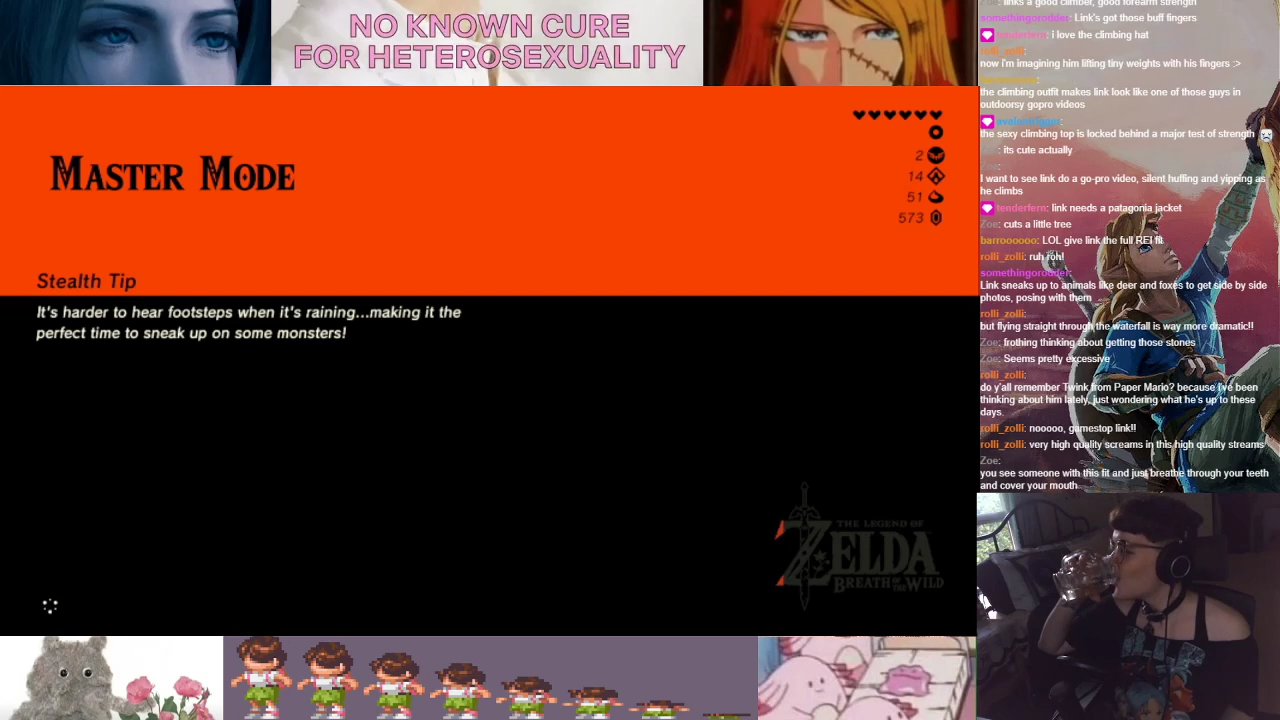 NO KNOWN CURE
FOR HETEROSEXUALITY
MASTER MODE
2
14
51
573
Stealth Tip
It's harder to hear footsteps when it's raining...making it the
perfect time to sneak up on some monsters!
THE LEGEND OF
ZELDA
BREATH OF THE WILD
Zoe: links a good climber, good forearm strength
somethingorodder: Link's got those buff fingers
tenderfern: i love the climbing hat
rolli_zolli:
now i'm imagining him lifting tiny weights with his fingers :>
the climbing outfit makes link look like one of those guys in
outdoorsy gopro videos
the sexy climbing top is locked behind a major test of strength
: its cute actually
Zoe:
I want to see link do a go-pro video, silent huffing and yipping as
he climbs
tenderfern: link needs a patagonia jacket
Zoe: cuts a little tree
barroooooo: LOL give link the full REI fit
rolli_zolli: ruh roh!
somethingorodder:
Link sneaks up to animals like deer and foxes to get side by side
photos, posing with them
rolli_zolli:
but flying straight through the waterfall is way more dramatic!!
Zoe: frothing thinking about getting those stones
Zoe: Seems pretty excessive
rolli_zolli:
do y'all remember Twink from Paper Mario? because I've been
thinking about him lately, just wondering what he's up to these
days.
rolli_zolli: nooooo, gamestop link!!
rolli_zolli: very high quality screams in this high quality streams
Zoe:
you see someone with this fit and just breathe through your teeth
and cover your mouth